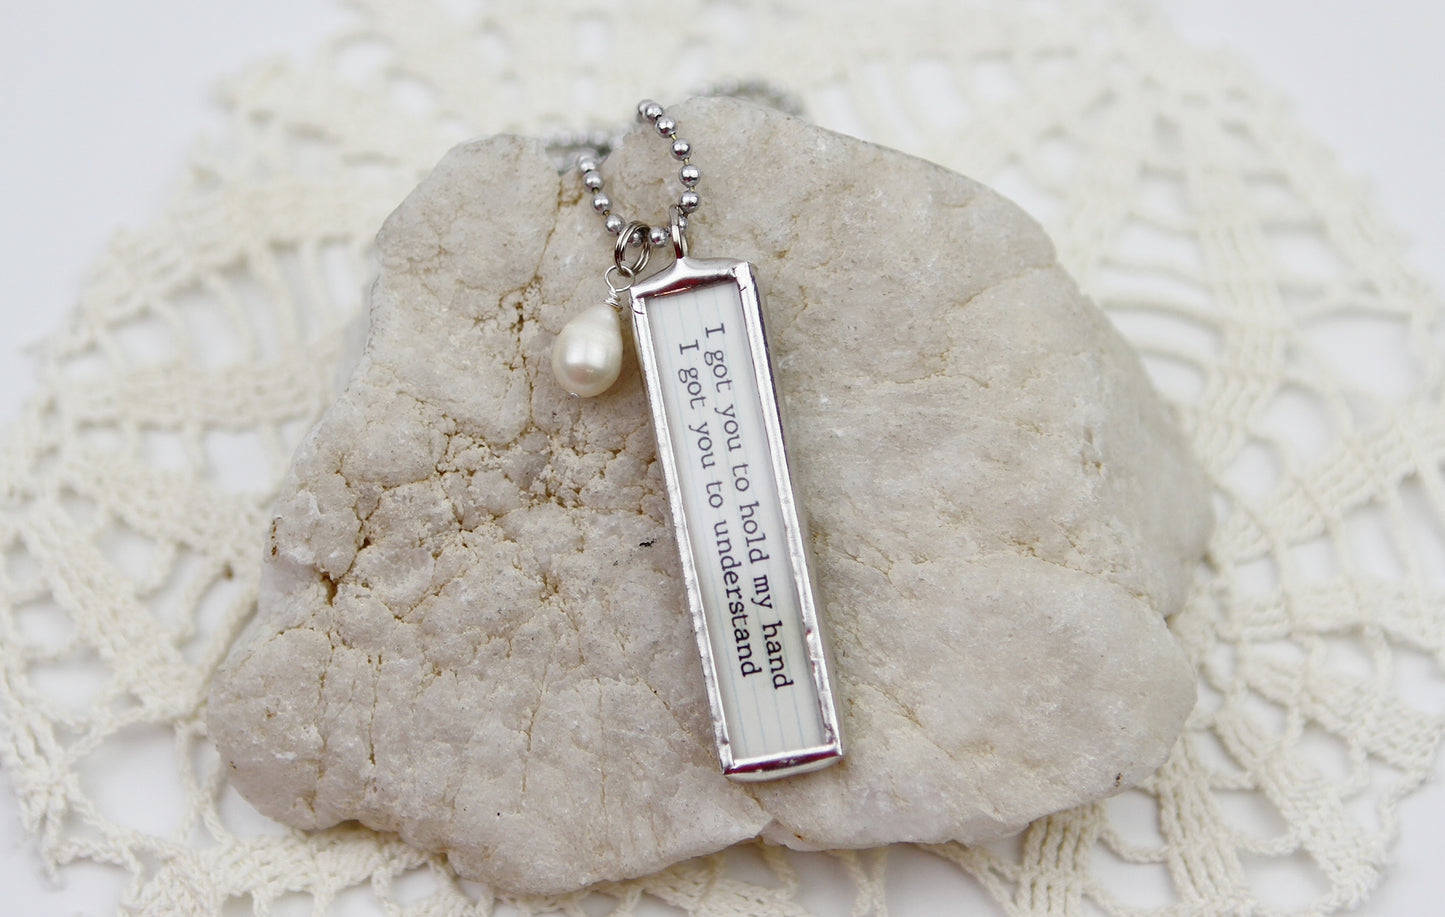 I got you to hold my hand
I got you to understand